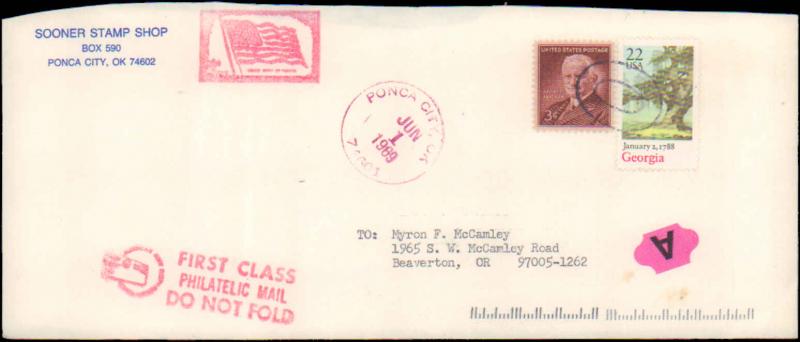 SOONER STAMP SHOP
BOX 590
PONCA CITY, OK 74602
PONCA CITY, OK
JUN
1
1969
74601
UNITED STATES POSTAGE
3¢
22
USA
January 2, 1788
Georgia
TO: Myron F. McCamley
1965 S. W. McCamley Road
Beaverton, OR 97005-1262
A
FIRST CLASS
PHILATELIC MAIL
DO NOT FOLD